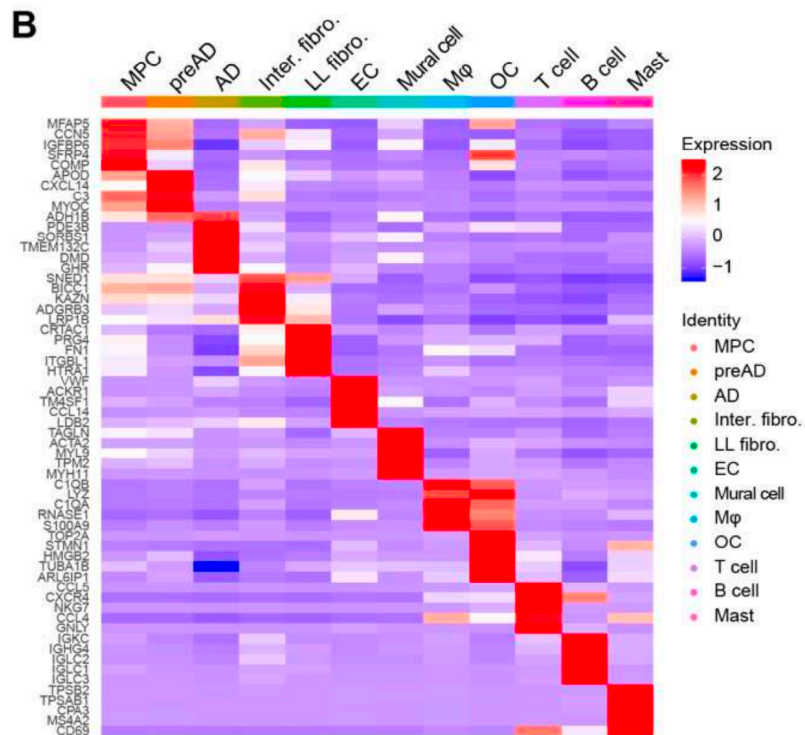 B
MPC
preAD
AD
Inter. fibro.
LL fibro.
EC
Mural cell
Mφ
OC
T cell
B cell
Mast
MFAP5
CCN5
IGFBP6
SFRP4
COMP
APOD
CXCL14
C3
MYOC
ADH1B
PDE3B
SORBS1
TMEM132C
DMD
GHR
SNED1
BICC1
KAZN
ADGRB3
LRP1B
CRTAC1
PRG4
FN1
ITGBL1
HTRA1
VWF
ACKR1
TM4SF1
CCL14
LDB2
TAGLN
ACTA2
MYL9
TPM2
MYH11
C1QB
LYZ
C1QA
RNASE1
S100A9
TOP2A
STMN1
HMGB2
TUBA1B
ARL6IP1
CCL5
CXCR4
NKG7
CCL4
GNLY
IGKC
IGHG4
IGLC2
IGLC1
IGLC3
TPSB2
TPSAB1
CPA3
MS4A2
CD69
Expression
2
1
0
−1
Identity
MPC
preAD
AD
Inter. fibro.
LL fibro.
EC
Mural cell
Mφ
OC
T cell
B cell
Mast